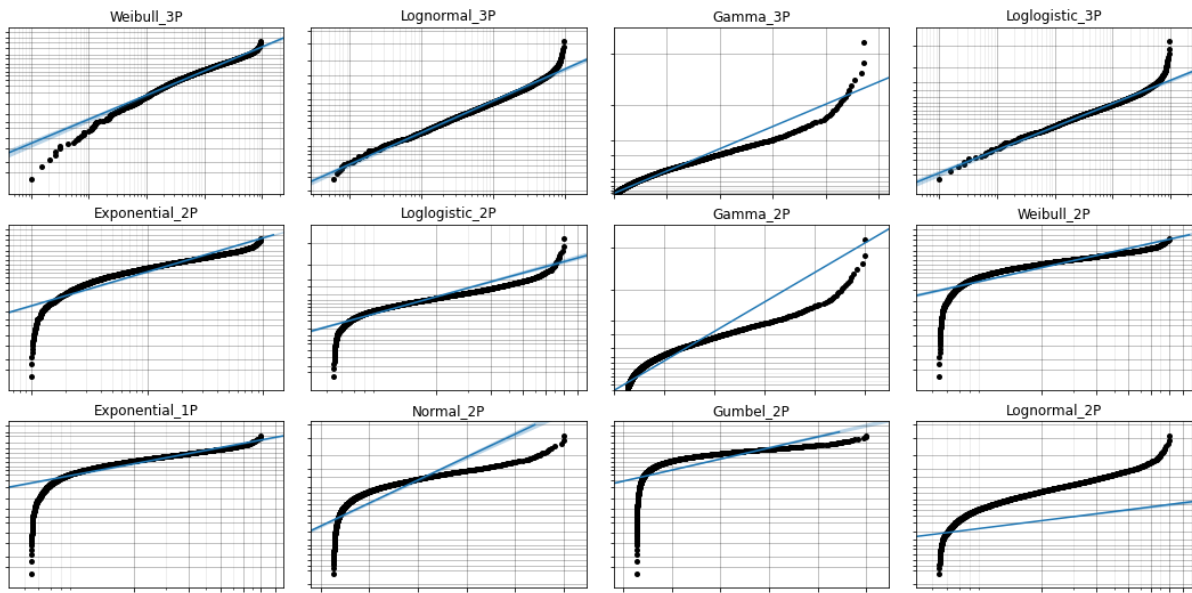 Weibull_3P
Lognormal_3P
Gamma_3P
Loglogistic_3P
Exponential_2P
Loglogistic_2P
Gamma_2P
Weibull_2P
Exponential_1P
Normal_2P
Gumbel_2P
Lognormal_2P